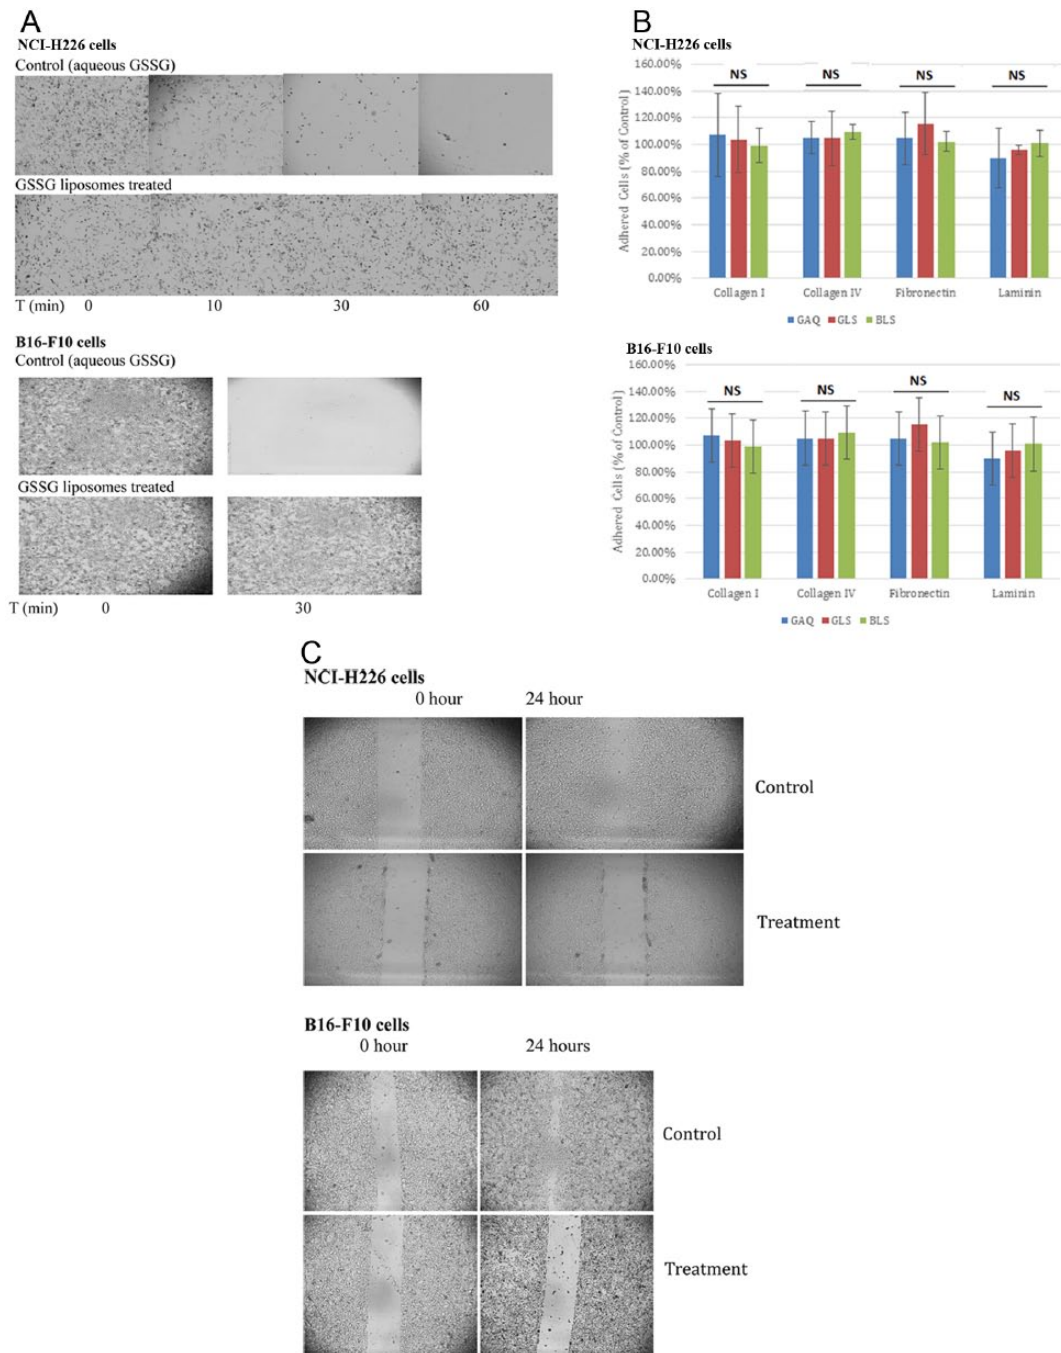 A
NCI-H226 cells
Control (aqueous GSSG)
GSSG liposomes treated
T (min) 0 10 30 60
B16-F10 cells
Control (aqueous GSSG)
GSSG liposomes treated
T (min) 0 30
B
NCI-H226 cells
160.00%
140.00%
120.00%
100.00%
80.00%
60.00%
40.00%
20.00%
0.00%
Adhered Cells (% of Control)
NS NS NS NS
Collagen I Collagen IV Fibronectin Laminin
GAQ GLS BLS
B16-F10 cells
160.00%
140.00%
120.00%
100.00%
80.00%
60.00%
40.00%
20.00%
0.00%
Adhered Cells (% of Control)
NS NS NS NS
Collagen I Collagen IV Fibronectin Laminin
GAQ GLS BLS
C
NCI-H226 cells
0 hour 24 hour
Control
Treatment
B16-F10 cells
0 hour 24 hours
Control
Treatment